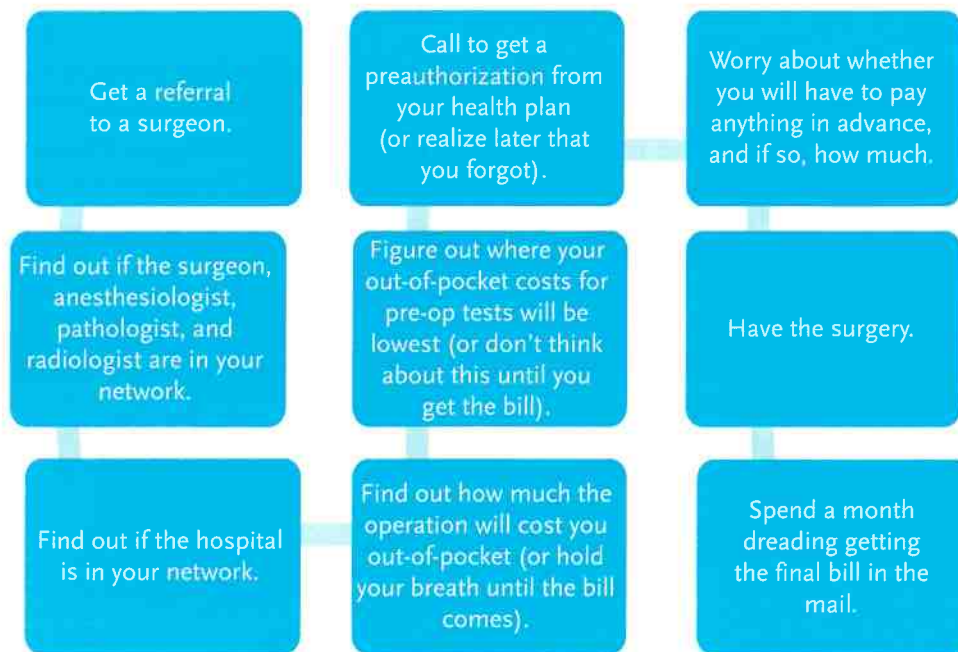 Get a referral
to a surgeon.
Find out if the surgeon,
anesthesiologist,
pathologist, and
radiologist are in your
network.
Find out if the hospital
is in your network.
Find out how much the
operation will cost you
out-of-pocket (or hold
your breath until the bill
comes).
Figure out where your
out-of-pocket costs for
pre-op tests will be
lowest (or don't think
about this until you
get the bill).
Call to get a
preauthorization from
your health plan
(or realize later that
you forgot).
Worry about whether
you will have to pay
anything in advance,
and if so, how much.
Have the surgery.
Spend a month
dreading getting
the final bill in the
mail.